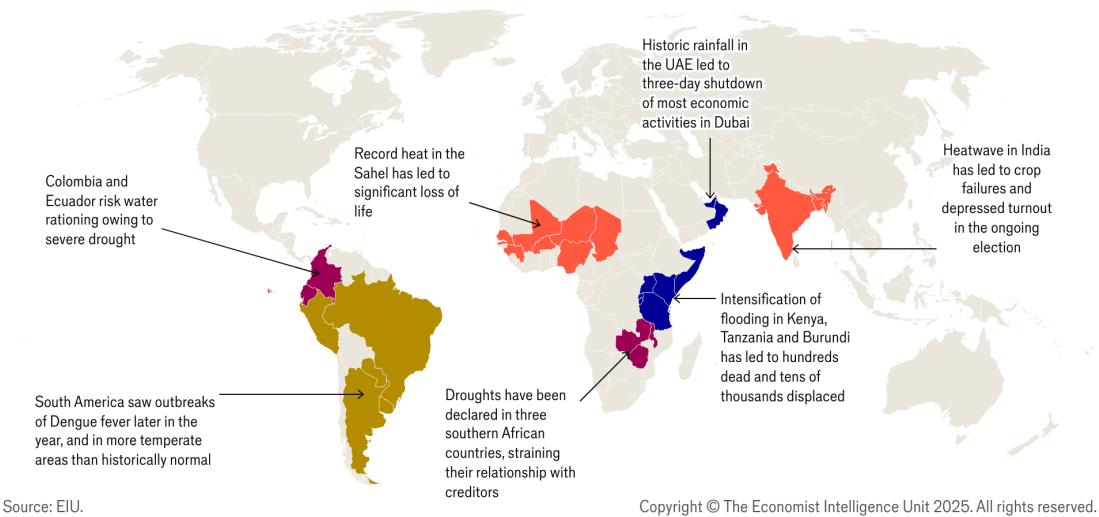 Historic rainfall in
the UAE led to
three-day shutdown
of most economic
activities in Dubai
Record heat in the
Sahel has led to
significant loss of
life
Heatwave in India
has led to crop
failures and
depressed turnout
in the ongoing
election
Colombia and
Ecuador risk water
rationing owing to
severe drought
Intensification of
flooding in Kenya,
Tanzania and Burundi
has led to hundreds
dead and tens of
thousands displaced
South America saw outbreaks
of Dengue fever later in the
year, and in more temperate
areas than historically normal
Droughts have been
declared in three
southern African
countries, straining
their relationship with
creditors
Source: EIU.
Copyright © The Economist Intelligence Unit 2025. All rights reserved.